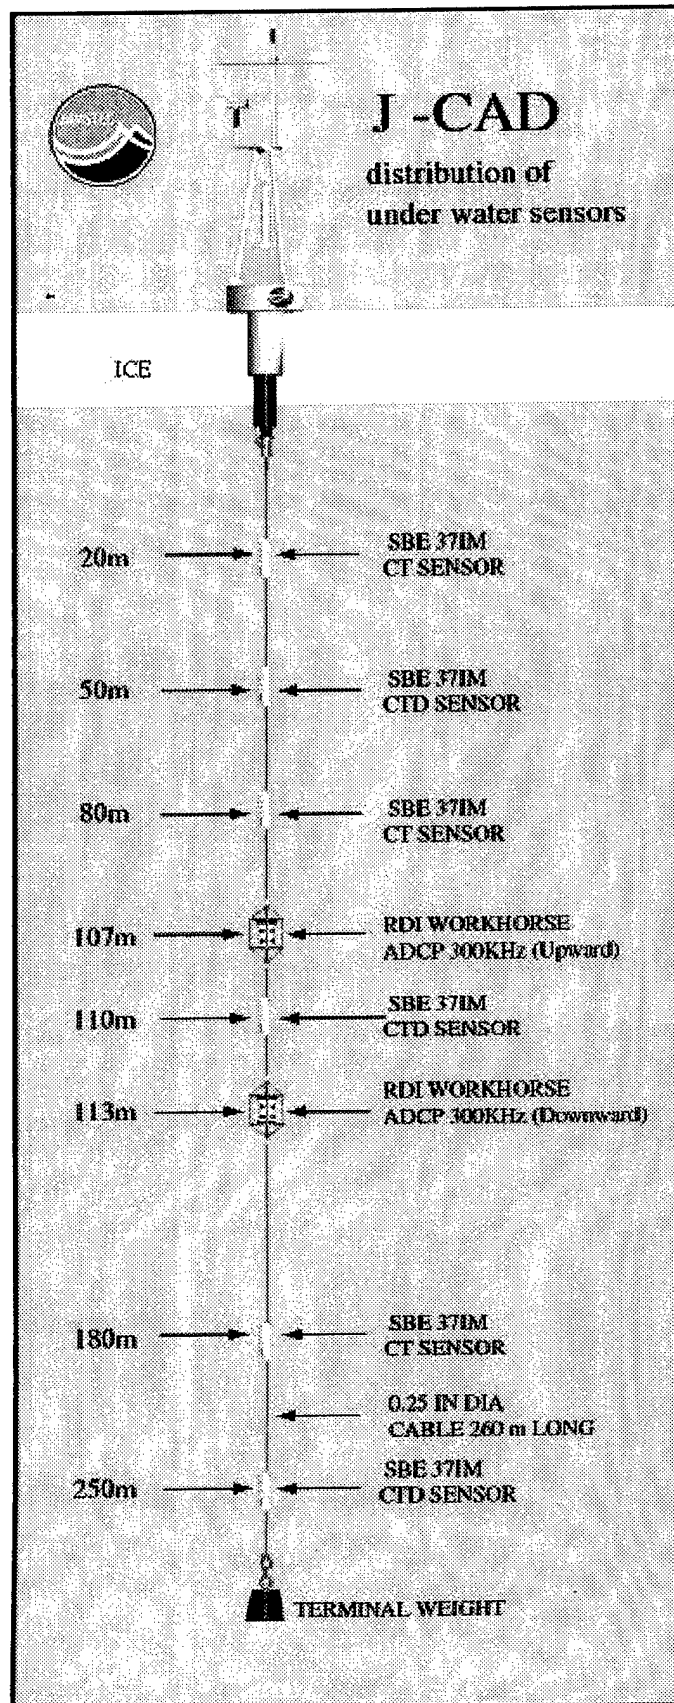 J -CAD
distribution of
under water sensors
ICE
20m
SBE 37IM
CT SENSOR
50m
SBE 37IM
CTD SENSOR
80m
SBE 37IM
CT SENSOR
107m
RDI WORKHORSE
ADCP 300KHz (Upward)
110m
SBE 37IM
CTD SENSOR
113m
RDI WORKHORSE
ADCP 300KHz (Downward)
180m
SBE 37IM
CT SENSOR
0.25 IN DIA
CABLE 260 m LONG
250m
SBE 37IM
CTD SENSOR
TERMINAL WEIGHT